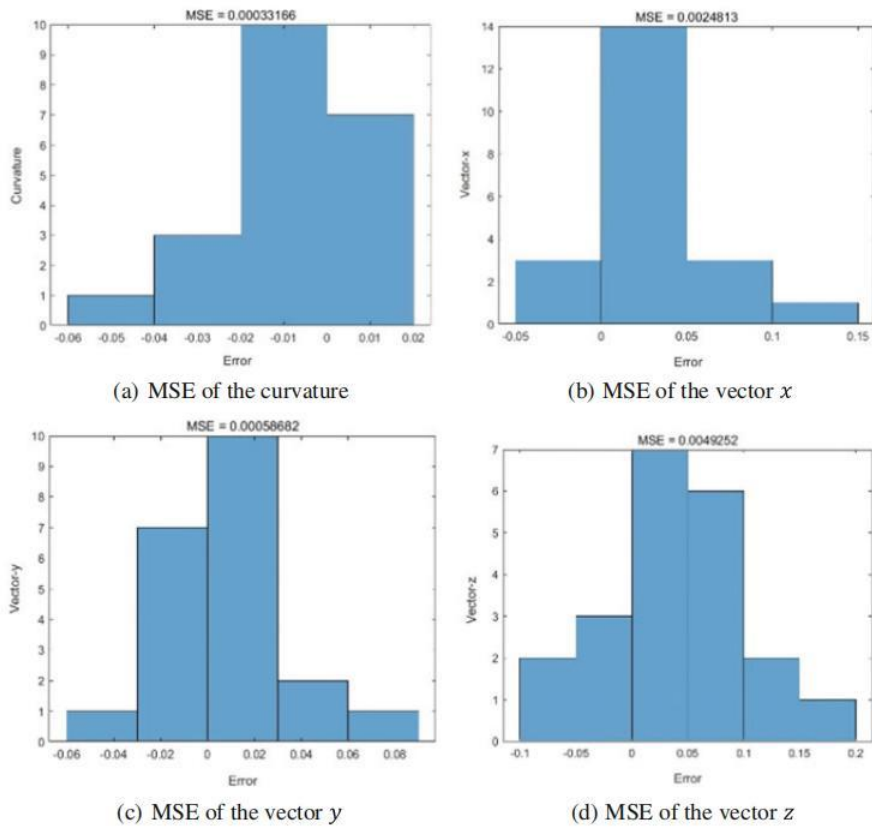 MSE = 0.00033166
10
9
8
7
6
5
4
3
2
1
0
Curvature
-0.06 -0.05 -0.04 -0.03 -0.02 -0.01 0 0.01 0.02
Error
(a) MSE of the curvature
MSE = 0.0024813
14
12
10
8
6
4
2
0
Vector-x
-0.05 0 0.05 0.1 0.15
Error
(b) MSE of the vector x
MSE = 0.00058682
10
9
8
7
6
5
4
3
2
1
0
Vector-y
-0.06 -0.04 -0.02 0 0.02 0.04 0.06 0.08
Error
(c) MSE of the vector y
MSE = 0.0049252
7
6
5
4
3
2
1
0
Vector-z
-0.1 -0.05 0 0.05 0.1 0.15 0.2
Error
(d) MSE of the vector z